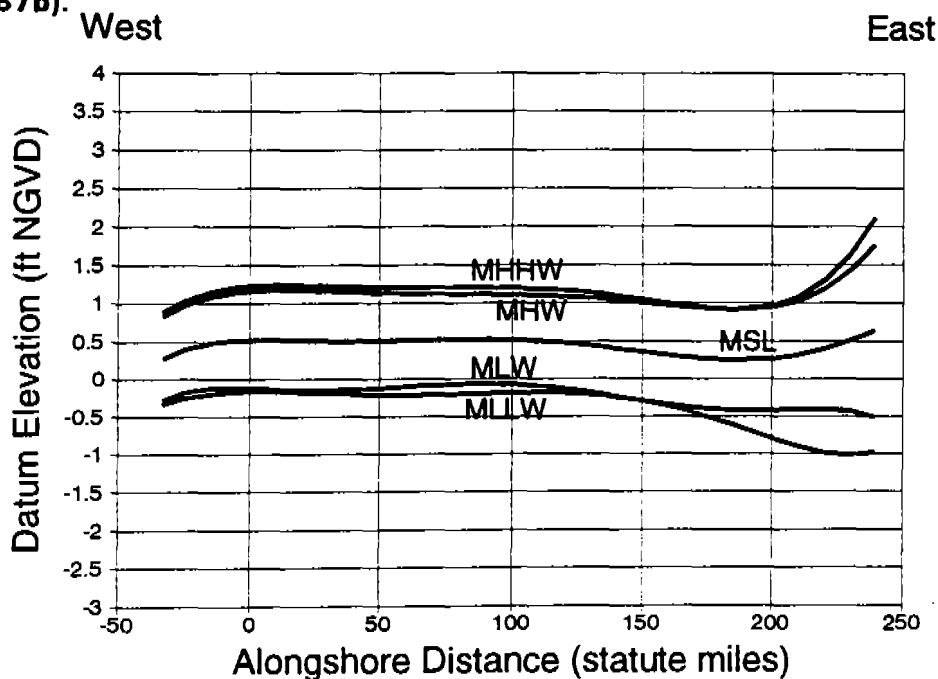 57b).
West East
4
3.5
3
2.5
2
1.5
1
0.5
0
-0.5
-1
-1.5
-2
-2.5
-3
Datum Elevation (ft NGVD)
MHHW
MHW
MSL
MLW
MLLW
-50 0 50 100 150 200 250
Alongshore Distance (statute miles)